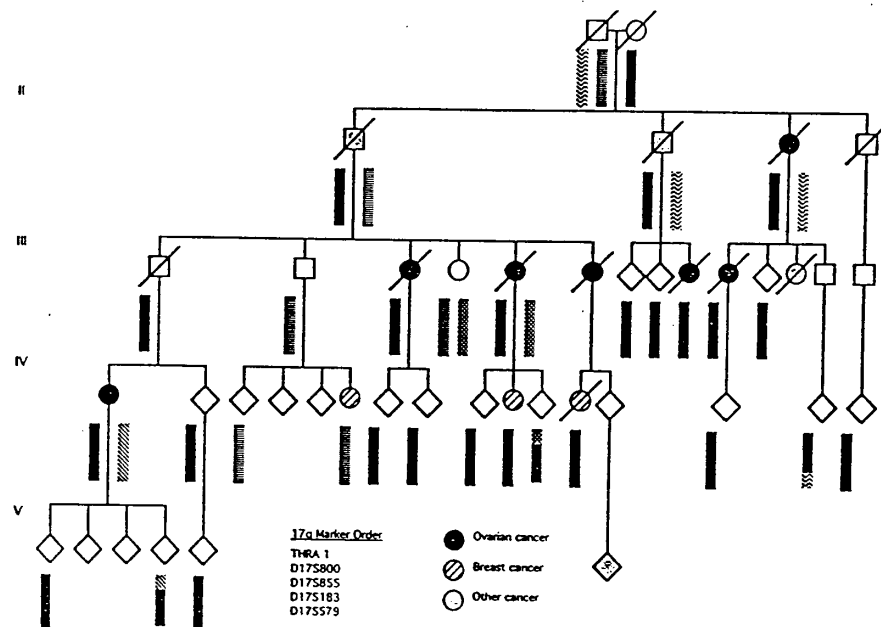 II
III
IV
V
17q Marker Order
THRA 1
D17S800
D17S855
D17S183
D17S579
Ovarian cancer
Breast cancer
Other cancer